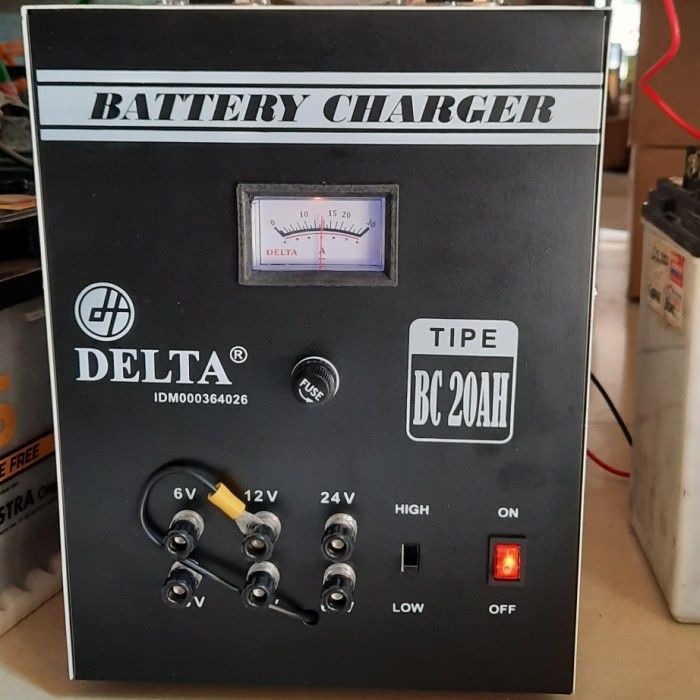 BATTERY CHARGER
0 10 15 20 30
DELTA A
DELTA®
IDM000364026
FUSE
TIPE
BC 20AH
6V 12V 24V
HIGH
LOW
ON
OFF
E FREE
STRA